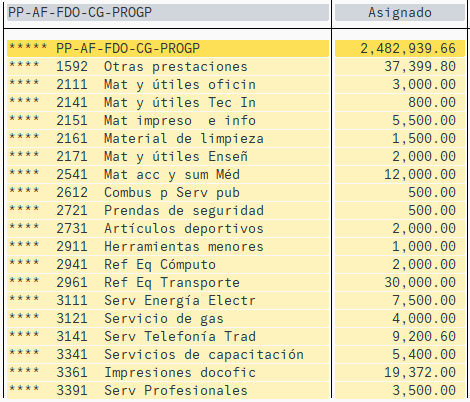 PP-AF-FDO-CG-PROGP Asignado
***** PP-AF-FDO-CG-PROGP 2,482,939.66
**** 1592 Otras prestaciones 37,399.80
**** 2111 Mat y útiles oficin 3,000.00
**** 2141 Mat y útiles Tec In 800.00
**** 2151 Mat impreso e info 5,500.00
**** 2161 Material de limpieza 1,500.00
**** 2171 Mat y útiles Enseñ 2,000.00
**** 2541 Mat acc y sum Méd 12,000.00
**** 2612 Combus p Serv pub 500.00
**** 2721 Prendas de seguridad 500.00
**** 2731 Artículos deportivos 2,000.00
**** 2911 Herramientas menores 1,000.00
**** 2941 Ref Eq Cómputo 2,000.00
**** 2961 Ref Eq Transporte 30,000.00
**** 3111 Serv Energía Electr 7,500.00
**** 3121 Servicio de gas 4,000.00
**** 3141 Serv Telefonía Trad 9,200.60
**** 3341 Servicios de capacitación 5,400.00
**** 3361 Impresiones docofic 19,372.00
**** 3391 Serv Profesionales 3,500.00